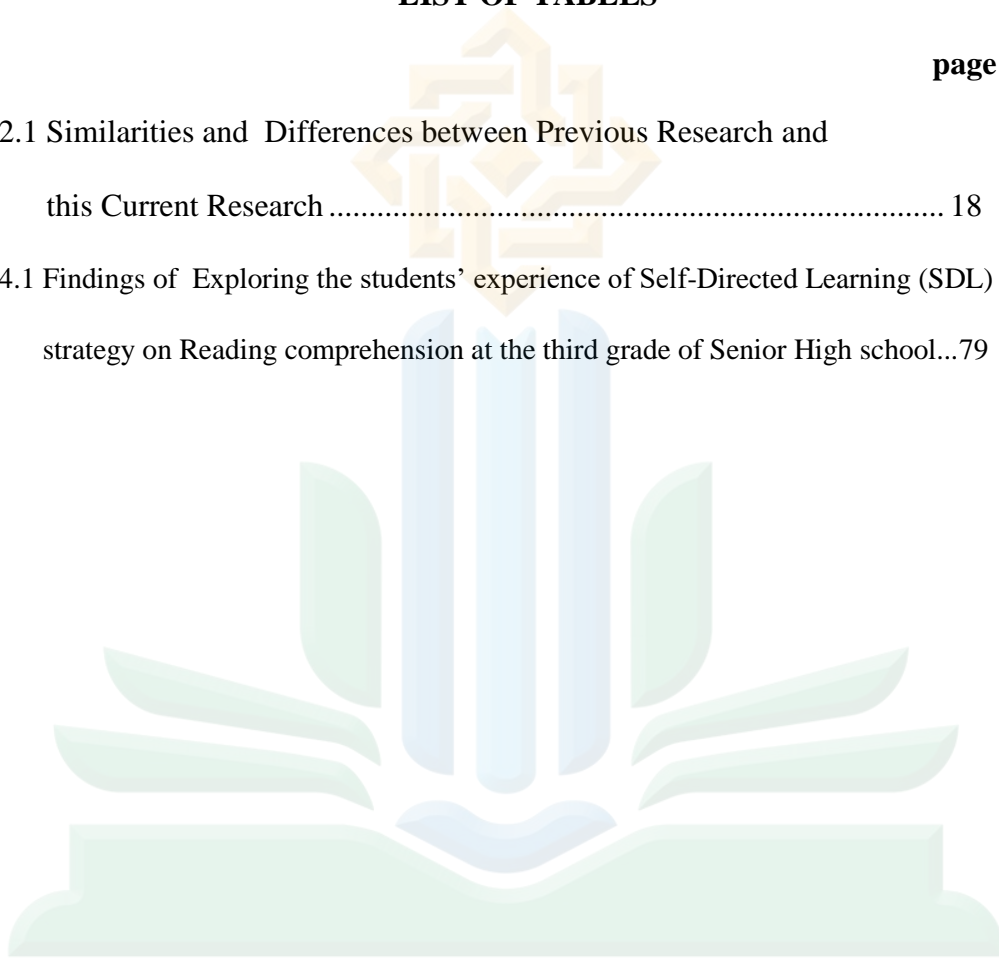 LIST OF TABLES
page
2.1 Similarities and Differences between Previous Research and
this Current Research ............................................................................. 18
4.1 Findings of Exploring the students’ experience of Self-Directed Learning (SDL)
strategy on Reading comprehension at the third grade of Senior High school...79